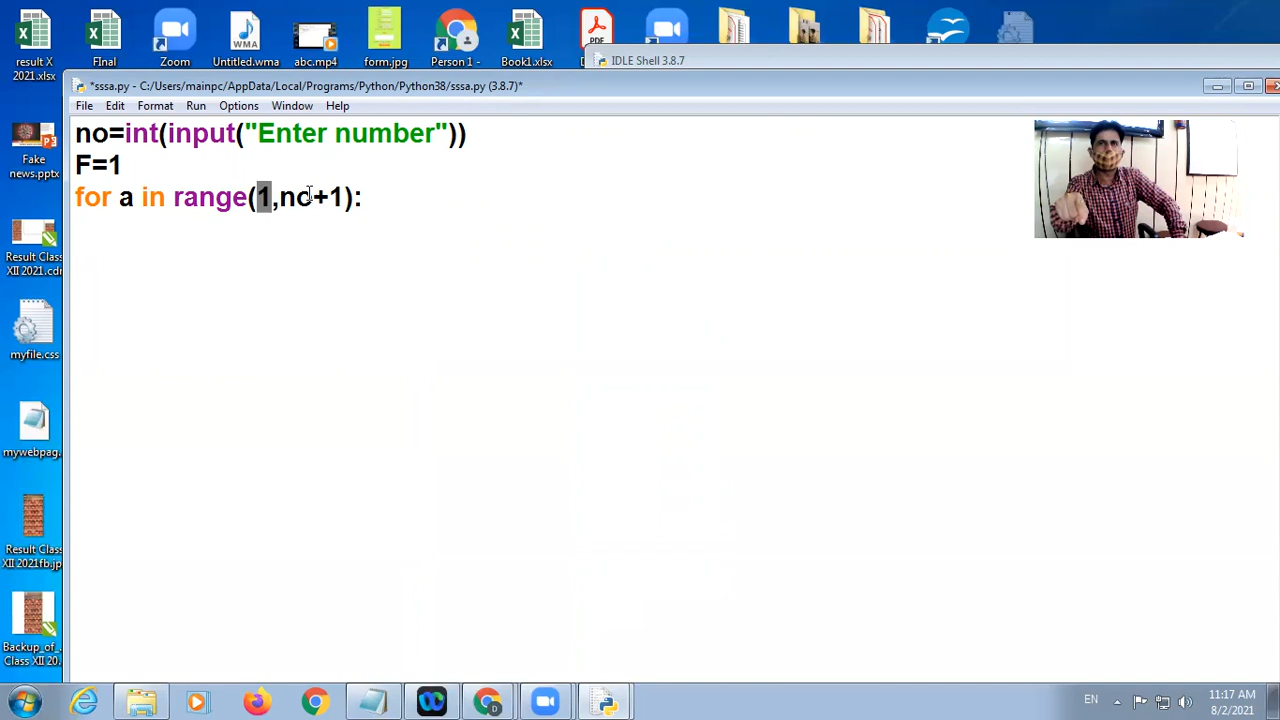 result X
2021.xlsx
FInal
Zoom
Untitled.wma
abc.mp4
form.jpg
Person 1 -
Book1.xlsx
IDLE Shell 3.8.7
*sssa.py - C:/Users/mainpc/AppData/Local/Programs/Python/Python38/sssa.py (3.8.7)*
File Edit Format Run Options Window Help
no=int(input("Enter number"))
F=1
for a in range(1,no+1):
Fake
news.pptx
Result Class
XII 2021.cdr
myfile.css
mywebpag.
Result Class
XII 2021fb.jp
Backup_of_
Class XII 20.
WMA
PDF
EN
11:17 AM
8/2/2021